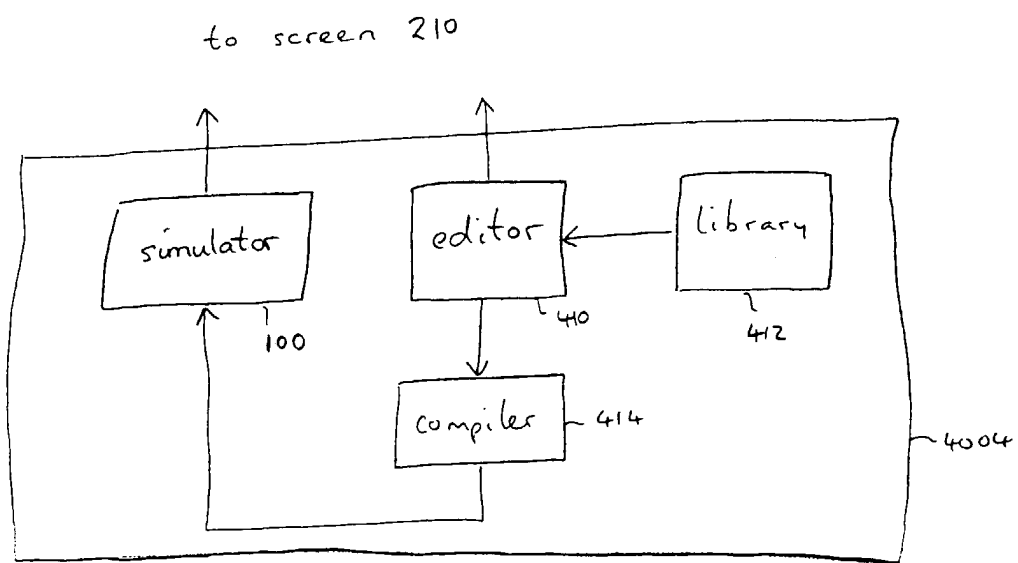 to screen 210
simulator
editor
library
100
410
412
compiler
414
4004